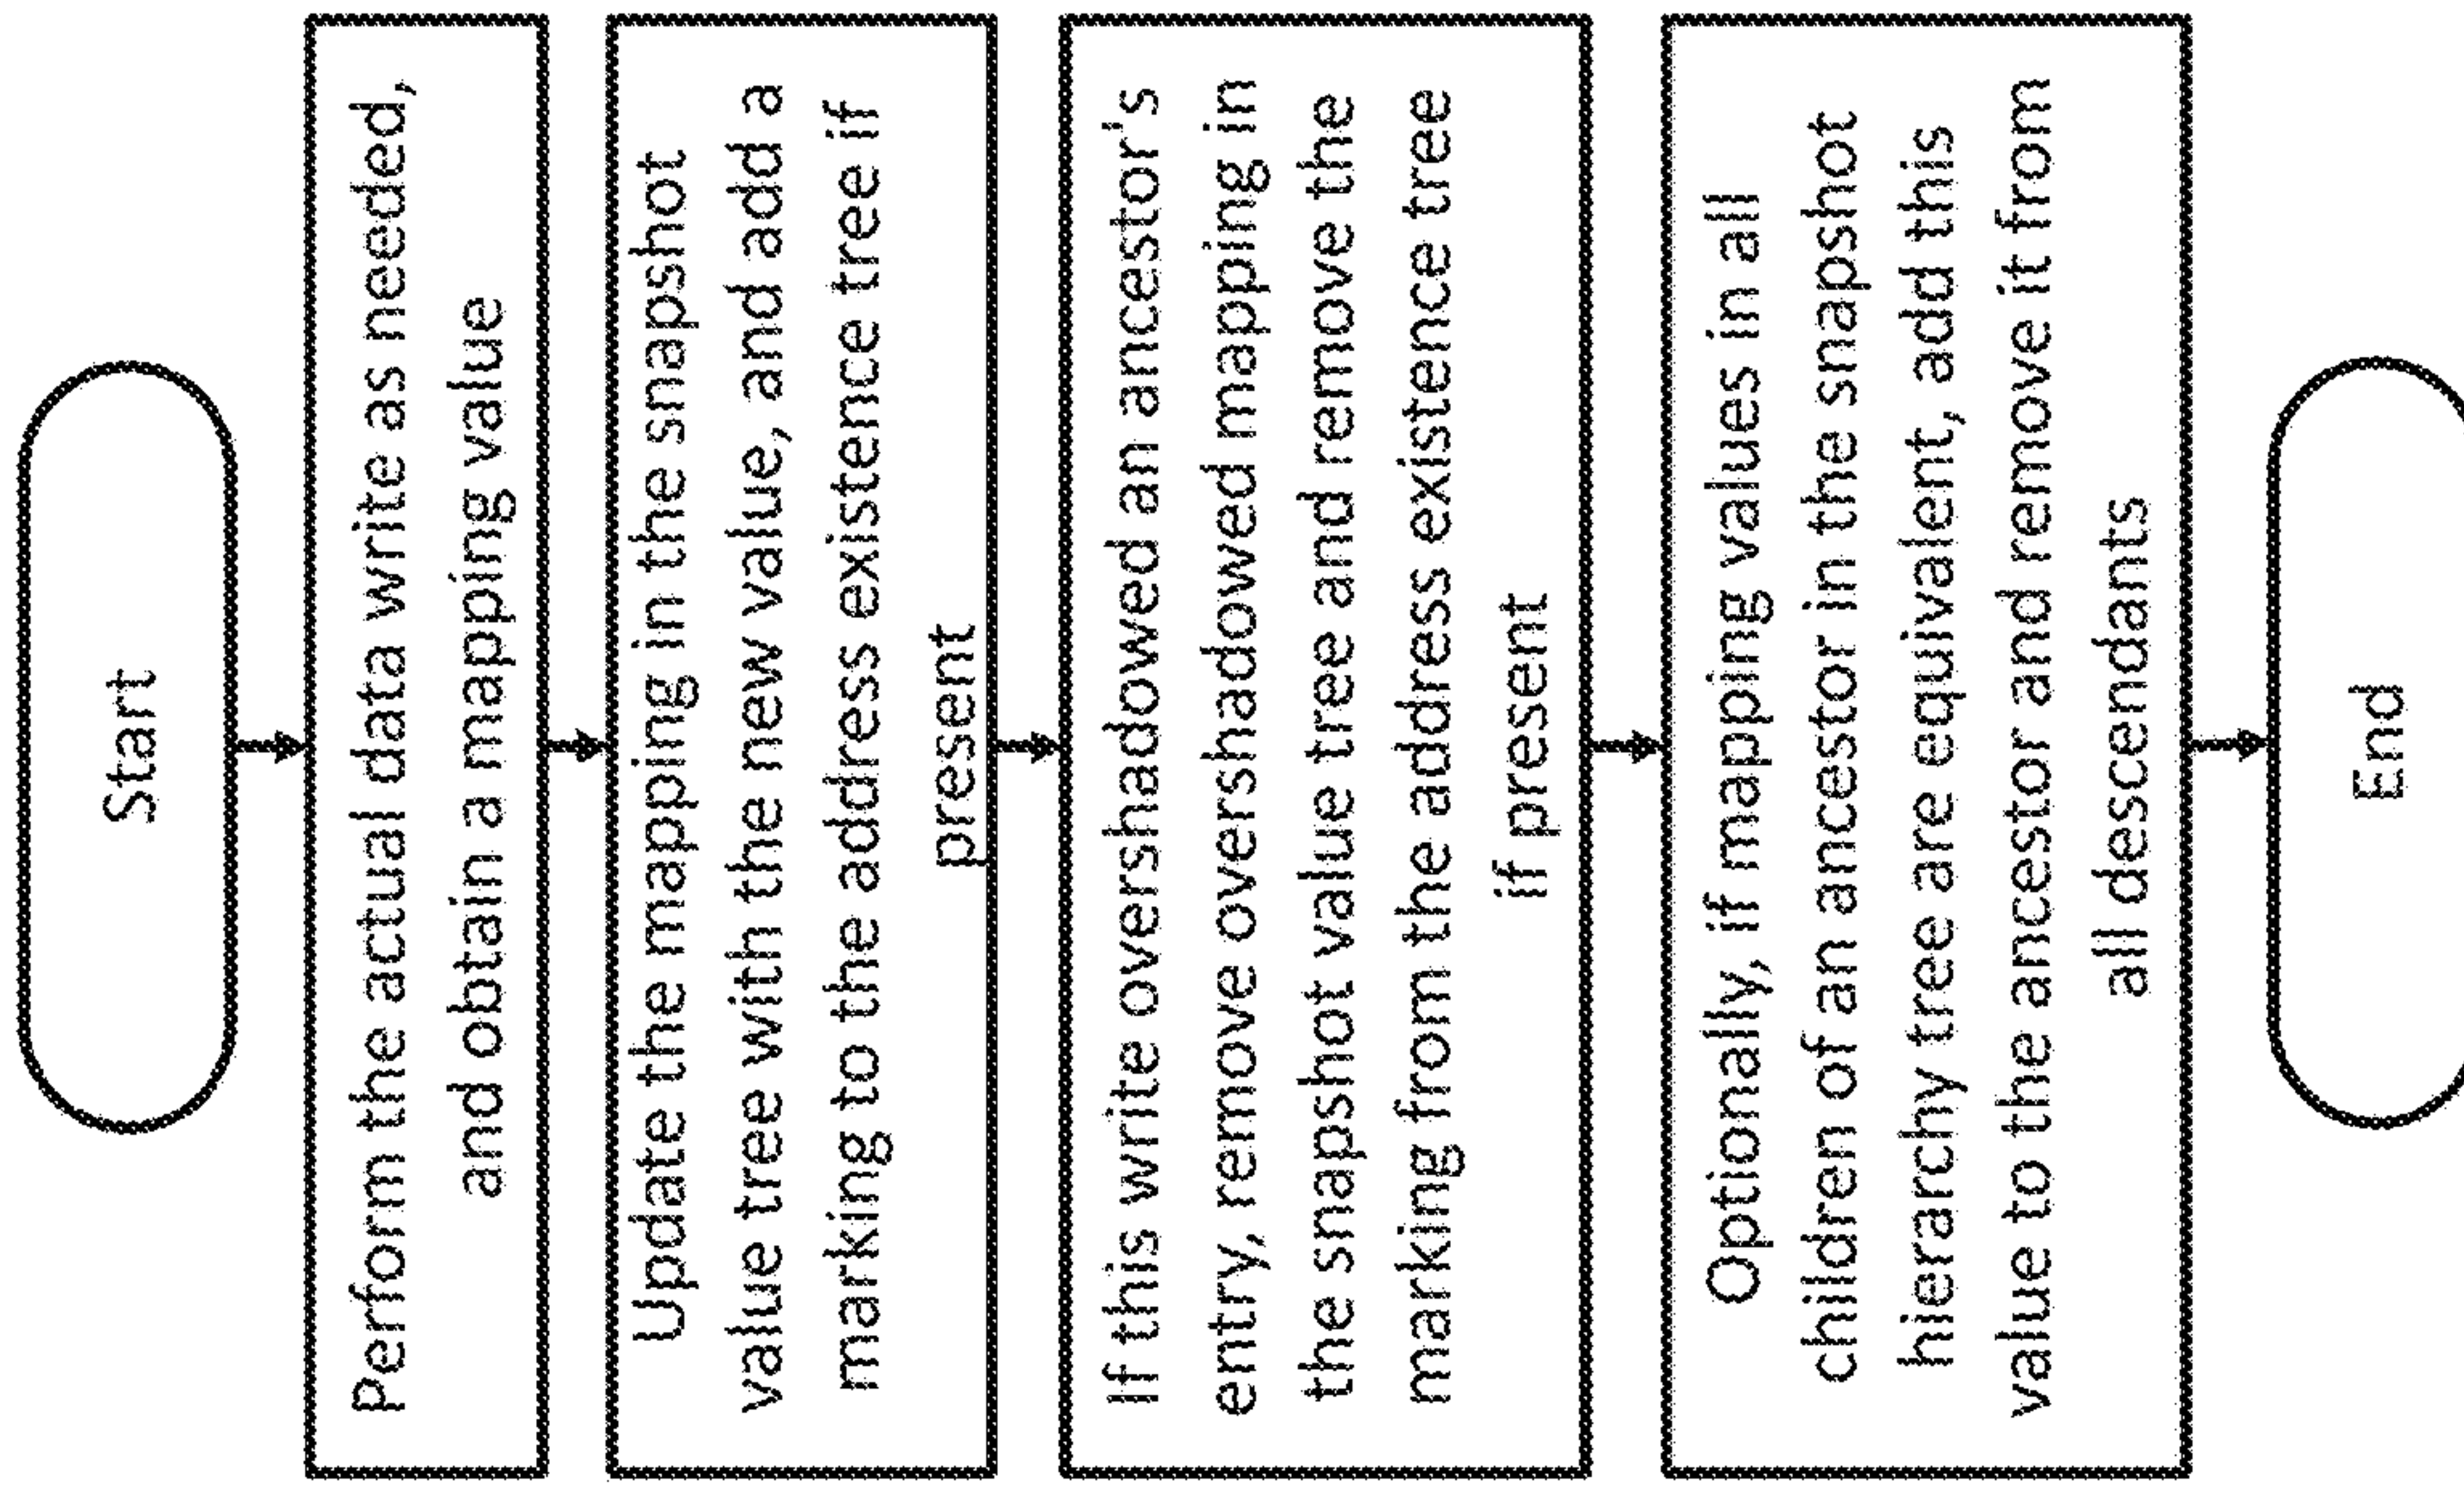 Start
Perform the actual data write as needed,
and obtain a mapping value
Update the mapping in the snapshot
value tree with the new value, and add a
marking to the address existence tree if
present
If this write overshadowed an ancestor's
entry, remove overshadowed mapping in
the snapshot value tree and remove the
marking from the address existence tree
if present
Optionally, if mapping values in all
children of an ancestor in the snapshot
hierarchy tree are equivalent, add this
value to the ancestor and remove it from
all descendants
End